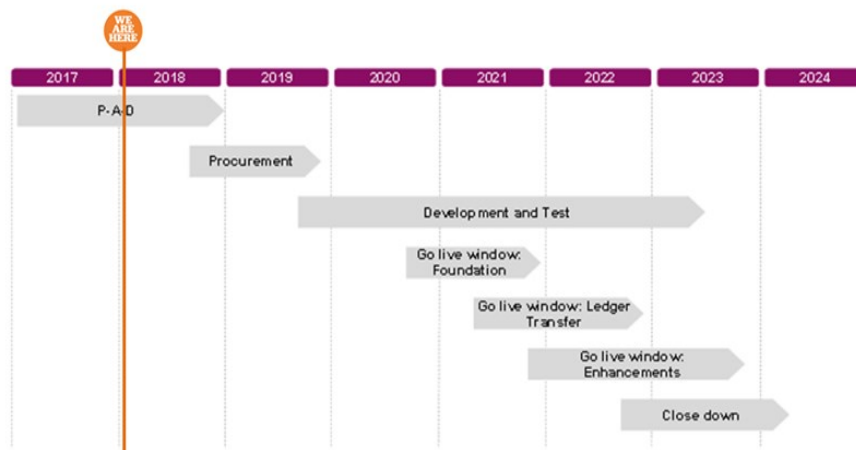 WE
ARE
HERE
2017 2018 2019 2020 2021 2022 2023 2024
P-A-D
Procurement
Development and Test
Go live window:
Foundation
Go live window: Ledger
Transfer
Go live window:
Enhancements
Close down